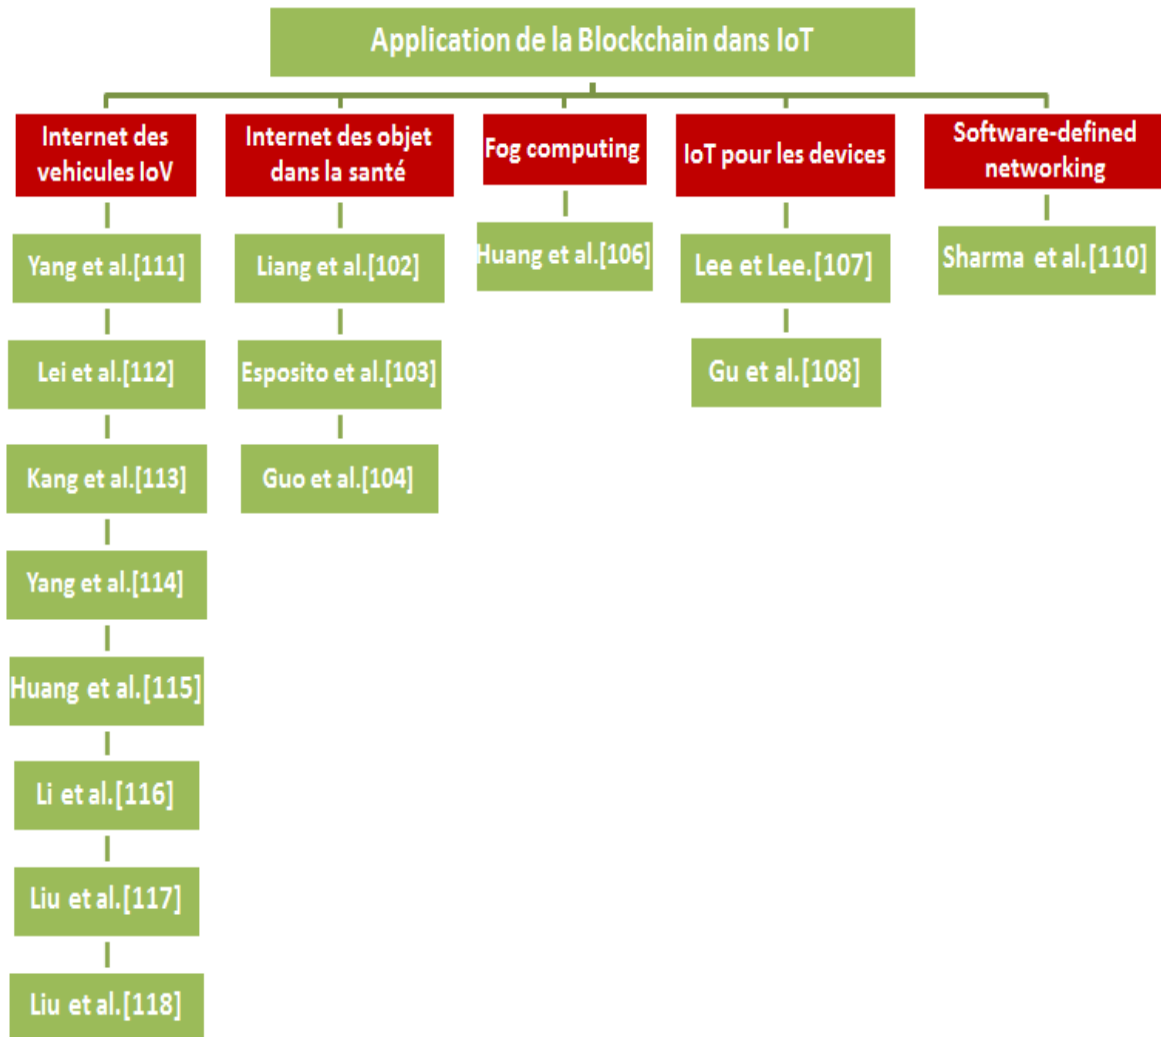 Application de la Blockchain dans IoT
Internet des
vehicules IoV
Yang et al.[111]
Lei et al.[112]
Kang et al.[113]
Yang et al.[114]
Huang et al.[115]
Li et al.[116]
Liu et al.[117]
Liu et al.[118]
Internet des objet
dans la santé
Liang et al.[102]
Esposito et al.[103]
Guo et al.[104]
Fog computing
Huang et al.[106]
IoT pour les devices
Lee et Lee.[107]
Gu et al.[108]
Software-defined
networking
Sharma et al.[110]